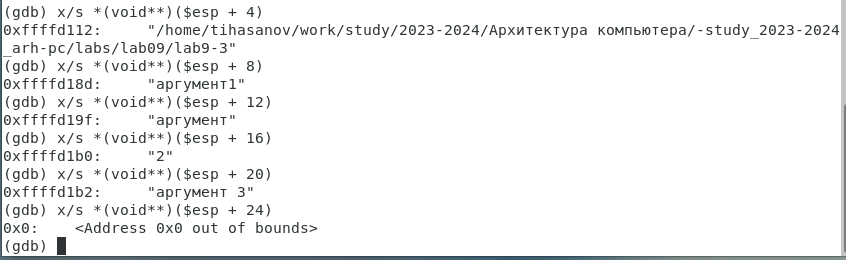 (gdb) x/s *(void**)($esp + 4)
0xffffd112:     "/home/tihasanov/work/study/2023-2024/Архитектура компьютера/-study_2023-2024
_arh-pc/labs/lab09/lab9-3"
(gdb) x/s *(void**)($esp + 8)
0xffffd18d:     "аргумент1"
(gdb) x/s *(void**)($esp + 12)
0xffffd19f:     "аргумент"
(gdb) x/s *(void**)($esp + 16)
0xffffd1b0:     "2"
(gdb) x/s *(void**)($esp + 20)
0xffffd1b2:     "аргумент 3"
(gdb) x/s *(void**)($esp + 24)
0x0:    <Address 0x0 out of bounds>
(gdb)